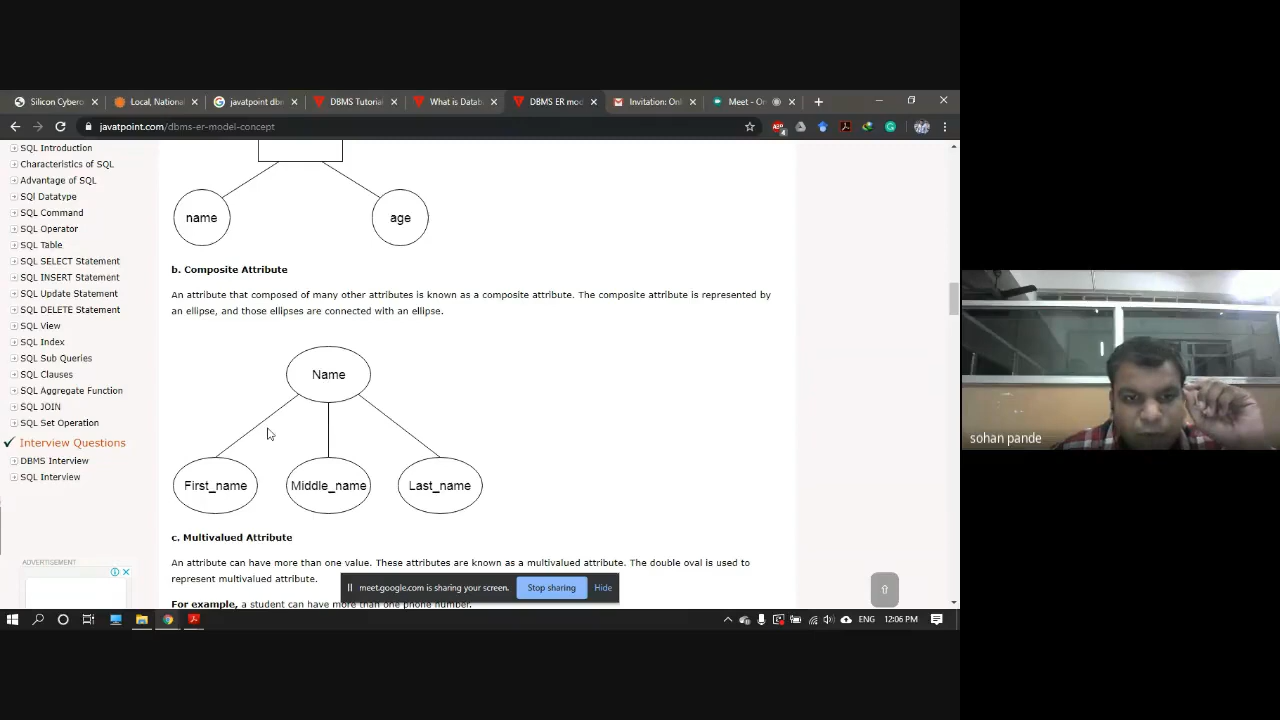 Silicon Cyberc
Local, National
javatpoint dbm
DBMS Tutorial
What is Databa
DBMS ER mod
Invitation: Onl
Meet - On
javatpoint.com/dbms-er-model-concept
SQL Introduction
Characteristics of SQL
Advantage of SQL
SQl Datatype
SQL Command
SQL Operator
SQL Table
SQL SELECT Statement
SQL INSERT Statement
SQL Update Statement
SQL DELETE Statement
SQL View
SQL Index
SQL Sub Queries
SQL Clauses
SQL Aggregate Function
SQL JOIN
SQL Set Operation
Interview Questions
DBMS Interview
SQL Interview
ADVERTISEMENT
name
age
b. Composite Attribute
An attribute that composed of many other attributes is known as a composite attribute. The composite attribute is represented by
an ellipse, and those ellipses are connected with an ellipse.
Name
First_name
Middle_name
Last_name
c. Multivalued Attribute
An attribute can have more than one value. These attributes are known as a multivalued attribute. The double oval is used to
represent multivalued attribute.
For example, a student can have more than one phone number.
meet.google.com is sharing your screen.
Stop sharing
Hide
ENG
12:06 PM
sohan pande